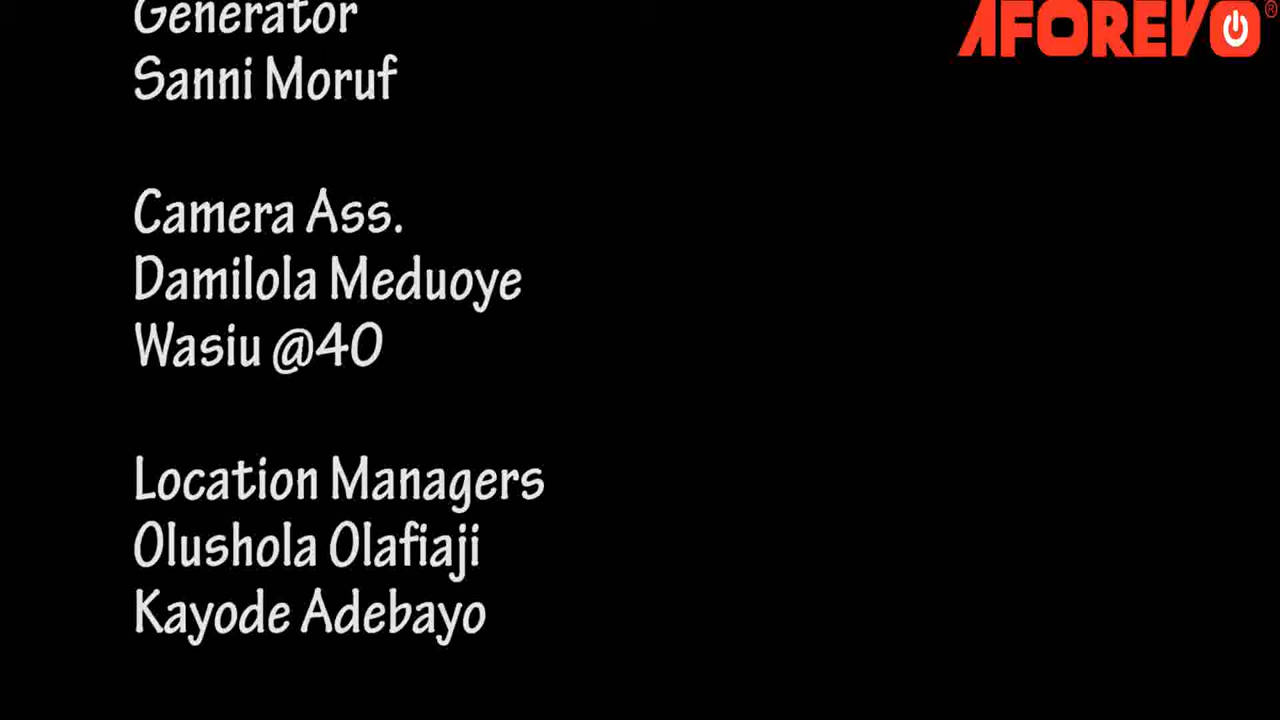 Generator
Sanni Moruf
Camera Ass.
Damilola Meduoye
Wasiu @40
Location Managers
Olushola Olafiaji
Kayode Adebayo
AFOREVO®